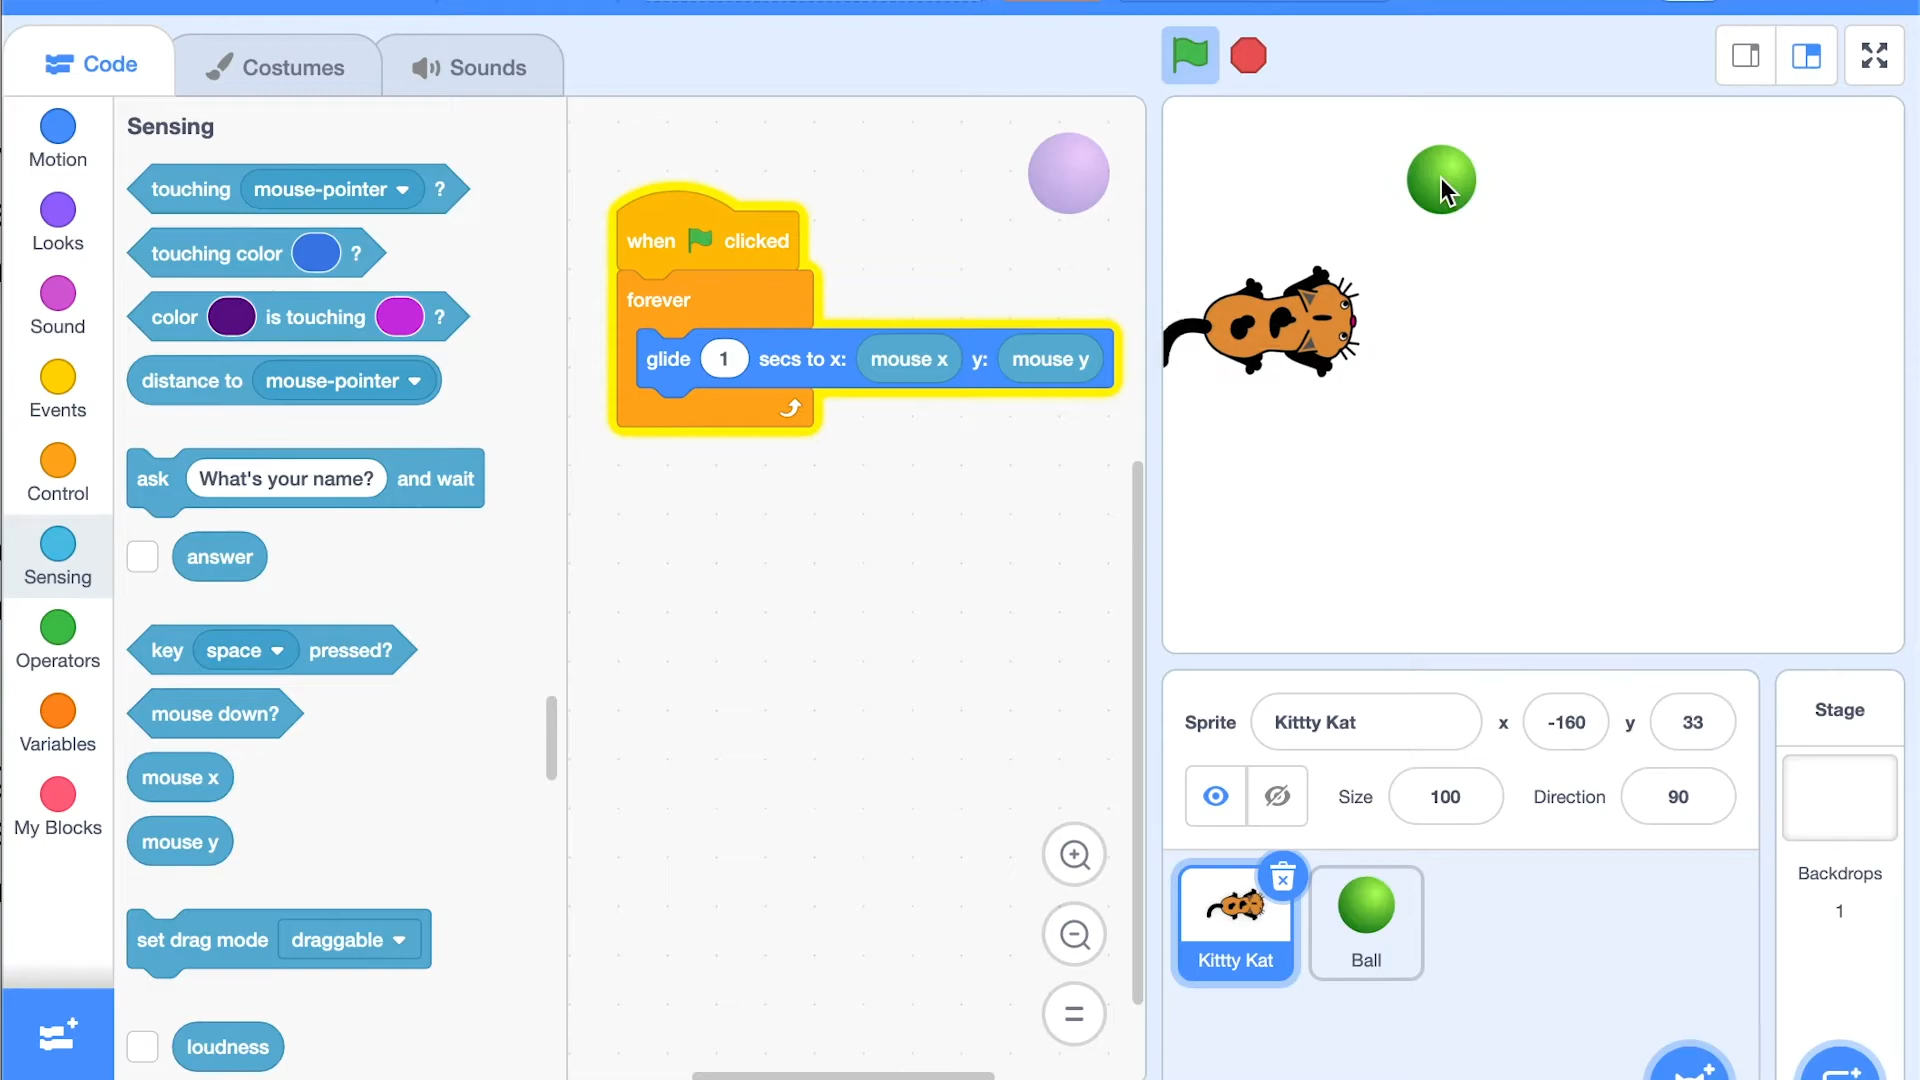 Code
Costumes
Sounds
Motion
Looks
Sound
Events
Control
Sensing
Operators
Variables
My Blocks
Sensing
touching mouse-pointer ?
touching color ?
color is touching ?
distance to mouse-pointer
ask What's your name? and wait
answer
key space pressed?
mouse down?
mouse x
mouse y
set drag mode draggable
loudness
when clicked
forever
glide 1 secs to x: mouse x y: mouse y
Sprite Kittty Kat x -160 y 33
Size 100 Direction 90
Kittty Kat
Ball
Stage
Backdrops
1